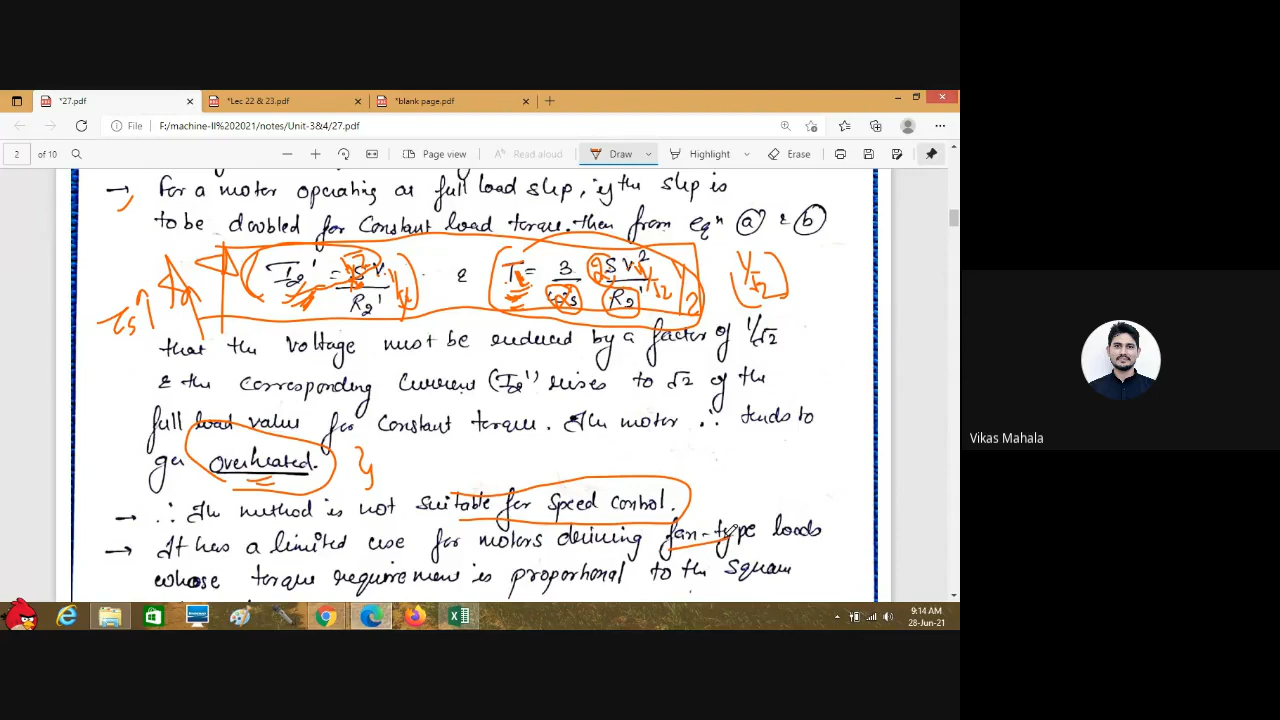 *27.pdf
*Lec 22 & 23.pdf
*blank page.pdf
File F:/machine-II%202021/notes/Unit-3&4/27.pdf
2 of 10 Page view Read aloud Draw Highlight Erase
→ For a motor operating at full load slip, if the slip is
to be doubled for Constant load torque. then from eqn (a) & (b)
I2' = SV / R2' & T = 3 / ωs SV² / R2' (1/√2)
τs↑
that the voltage must be reduced by a factor of 1/√2
& the corresponding Current (I2') rises to √2 of the
full load value for Constant torque. The motor ∴ tends to
get overheated.
→ ∴ The method is not suitable for speed control.
→ It has a limited use for motors driving fan-type loads
whose torque requirement is proportional to the square
Vikas Mahala
9:14 AM
28-Jun-21